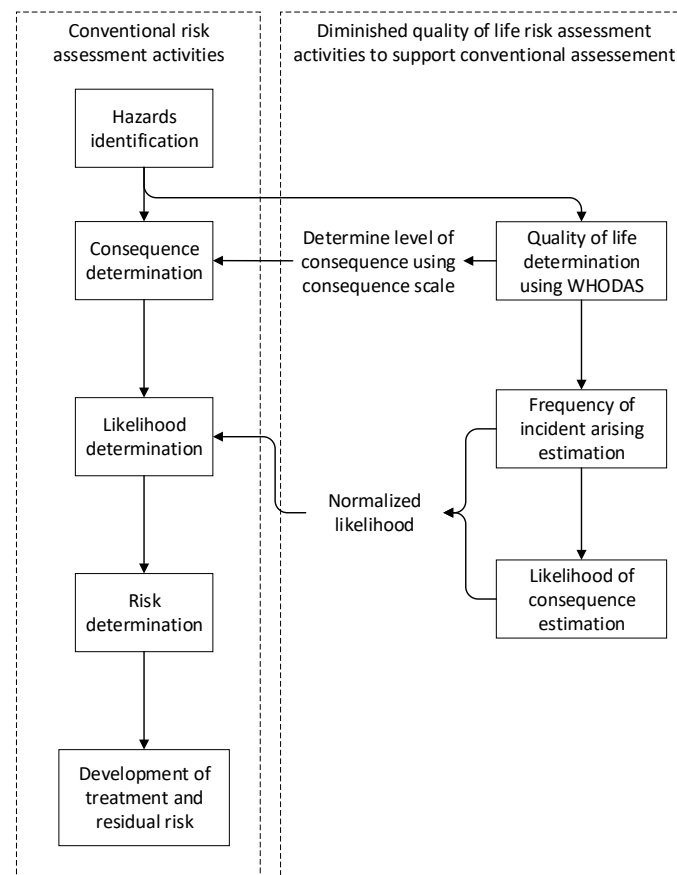 Conventional risk
assessment activities
Diminished quality of life risk assessment
activities to support conventional assessement
Hazards
identification
Consequence
determination
Determine level of
consequence using
consequence scale
Quality of life
determination
using WHODAS
Likelihood
determination
Frequency of
incident arising
estimation
Normalized
likelihood
Likelihood of
consequence
estimation
Risk
determination
Development of
treatment and
residual risk